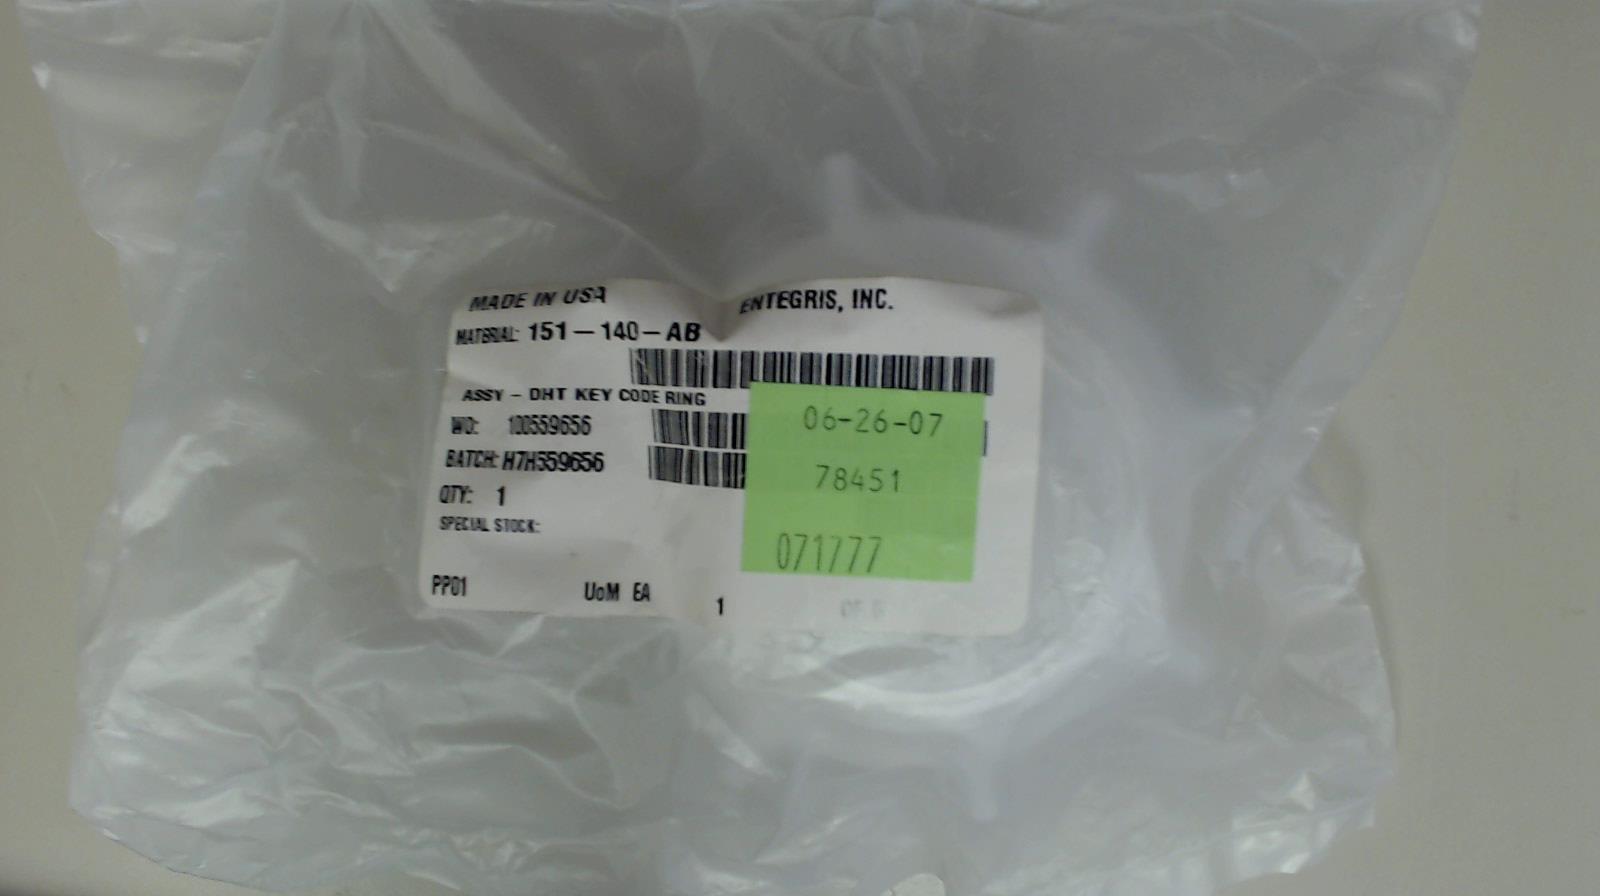 MADE IN USA ENTEGRIS, INC.
MATERIAL: 151-140-AB
ASSY - DHT KEY CODE RING
WO: 100559656
BATCH: H7H559656
QTY: 1
SPECIAL STOCK:
PP01 UoM EA 1 OF
06-26-07
78451
071777